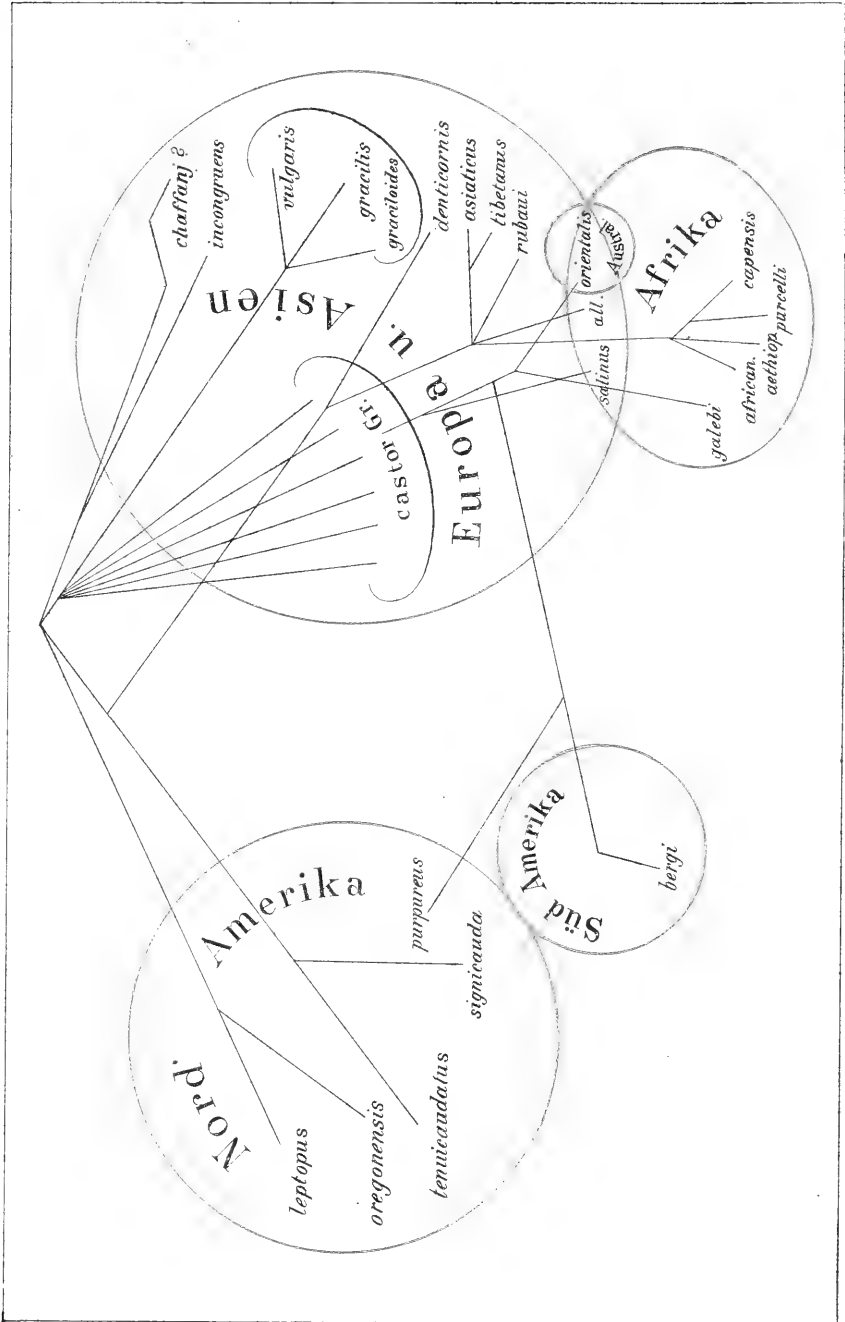 Nord.
Amerika
leptopus
oregonensis
tenuicaudatus
signicauda
purpureus
Süd Amerika
bergi
Europa u.
Asien
castor Gr.
chaffanj ?
incongruens
vulgaris
gracilis
graciloides
denticornis
asiaticus
tibetanus
rubaui
orientalis
Austral.
all.
salinus
Afrika
galebi
african.
aethiop.
purcelli
capensis